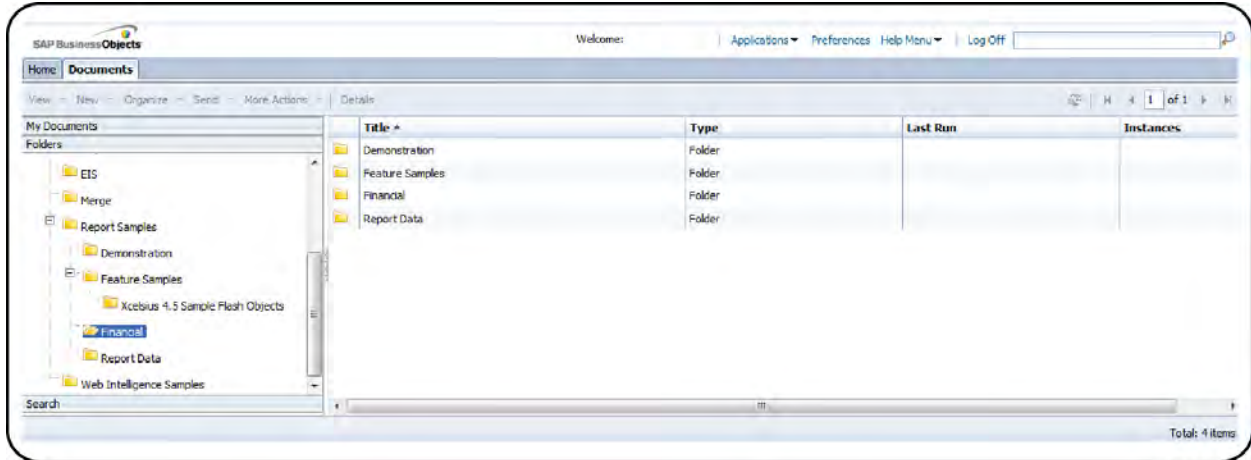 SAP BusinessObjects Welcome: Applications Preferences Help Menu Log Off
Home Documents
View New Organize Send More Actions Details 1 of 1
My Documents
Folders
Title Type Last Run Instances
Demonstration Folder
Feature Samples Folder
Financial Folder
Report Data Folder
EIS
Merge
Report Samples
Demonstration
Feature Samples
Xcelsius 4.5 Sample Flash Objects
Financial
Report Data
Web Intelligence Samples
Search
Total: 4 items